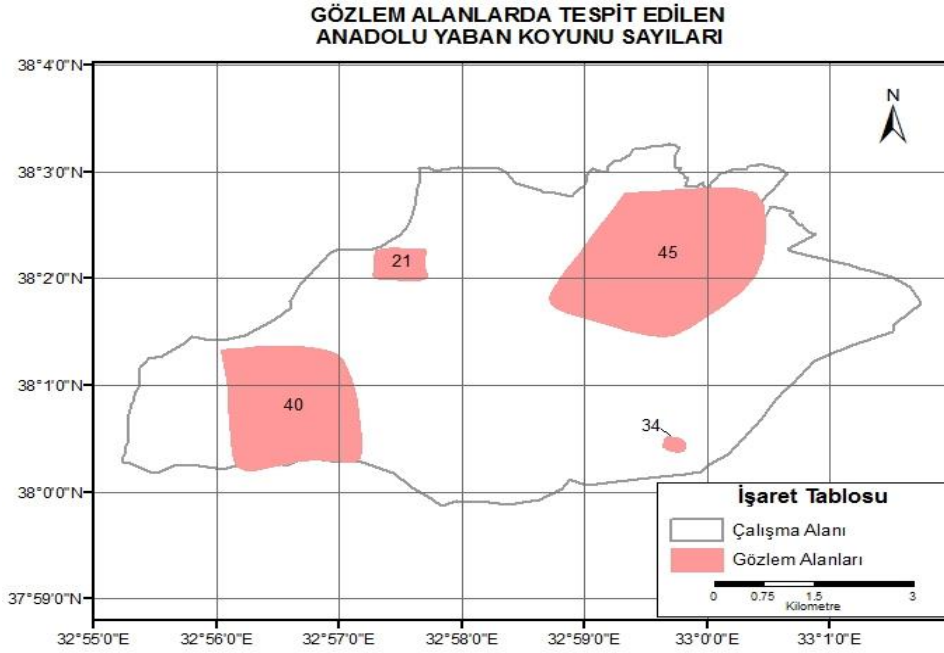 GÖZLEM ALANLARDA TESPİT EDİLEN
ANADOLU YABAN KOYUNU SAYILARI
38°4'0"N
N
38°3'0"N
45
21
38°2'0"N
38°1'0"N
40
34
38°0'0"N
İşaret Tablosu
Çalışma Alanı
Gözlem Alanları
0 0.75 1.5 3
Kilometre
37°59'0"N
32°55'0"E 32°56'0"E 32°57'0"E 32°58'0"E 32°59'0"E 33°0'0"E 33°1'0"E